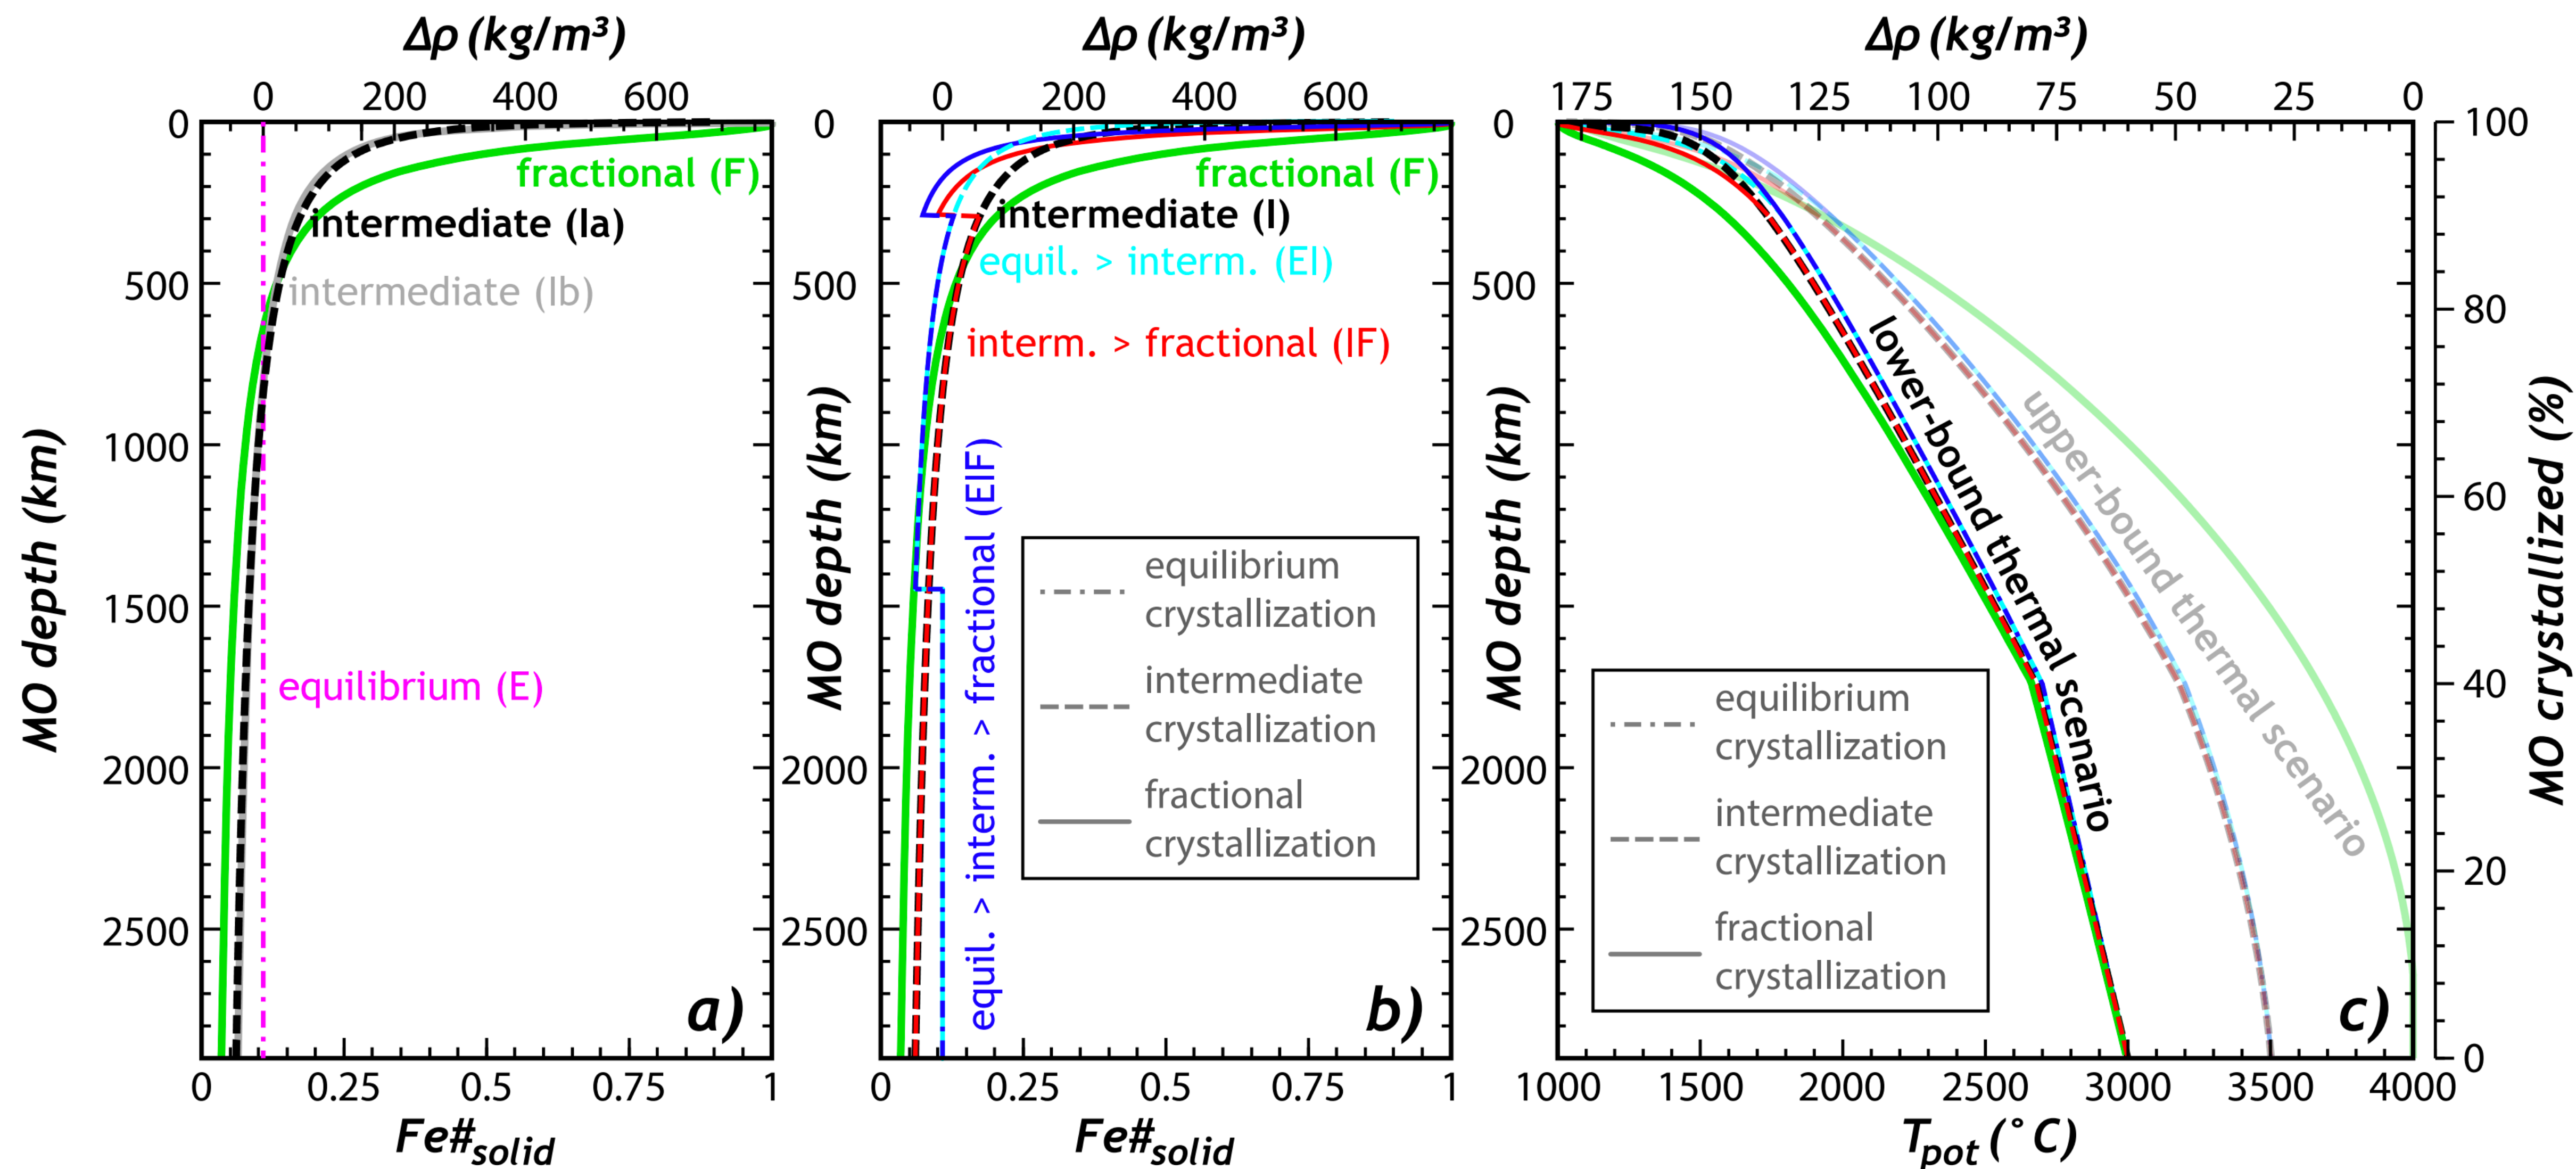 Δρ (kg/m³)
0 200 400 600
0
500
1000
1500
2000
2500
MO depth (km)
fractional (F)
intermediate (Ia)
intermediate (Ib)
equilibrium (E)
a)
0 0.25 0.5 0.75 1
Fe#solid
Δρ (kg/m³)
0 200 400 600
0
500
2000
2500
MO depth (km)
fractional (F)
intermediate (I)
equil. > interm. (EI)
interm. > fractional (IF)
equil. > interm. > fractional (EIF)
equilibrium
crystallization
intermediate
crystallization
fractional
crystallization
b)
0 0.25 0.5 0.75 1
Fe#solid
Δρ (kg/m³)
175 150 125 100 75 50 25 0
0
500
2000
2500
MO depth (km)
lower-bound thermal scenario
upper-bound thermal scenario
equilibrium
crystallization
intermediate
crystallization
fractional
crystallization
c)
1000 1500 2000 2500 3000 3500 4000
Tpot (°C)
100
80
60
40
20
0
MO crystallized (%)